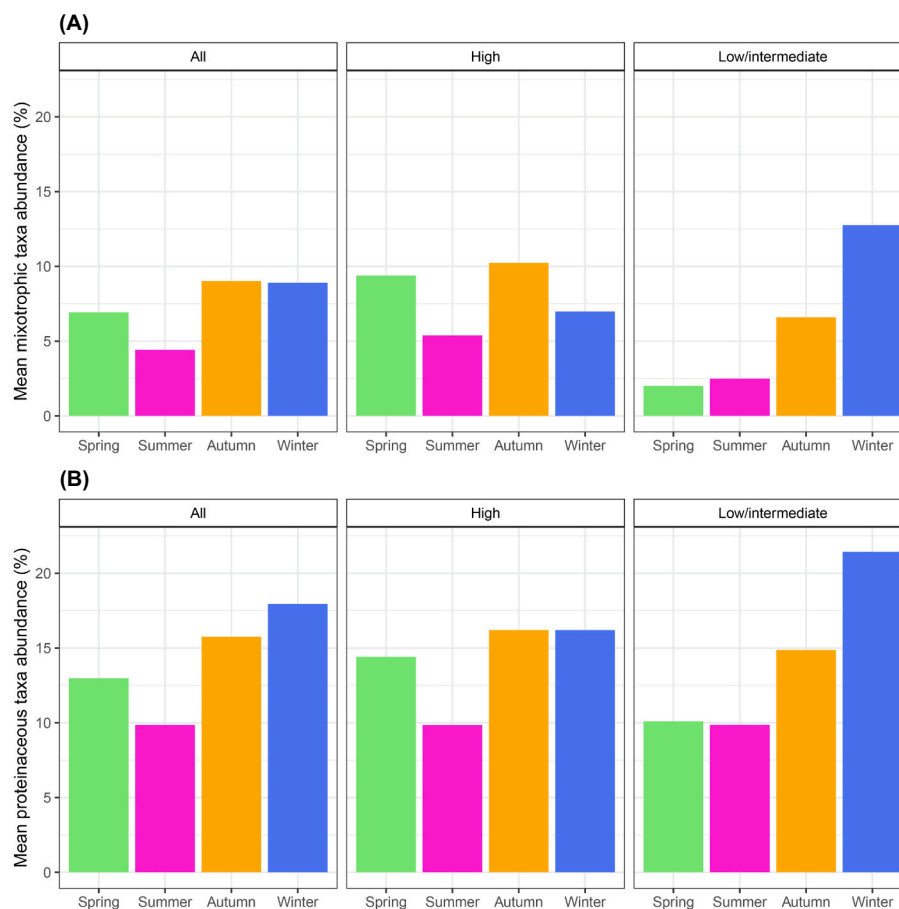 (A)
All
High
Low/intermediate
Mean mixotrophic taxa abundance (%)
20
15
10
5
0
Spring Summer Autumn Winter
Spring Summer Autumn Winter
Spring Summer Autumn Winter
(B)
All
High
Low/intermediate
Mean proteinaceous taxa abundance (%)
20
15
10
5
0
Spring Summer Autumn Winter
Spring Summer Autumn Winter
Spring Summer Autumn Winter